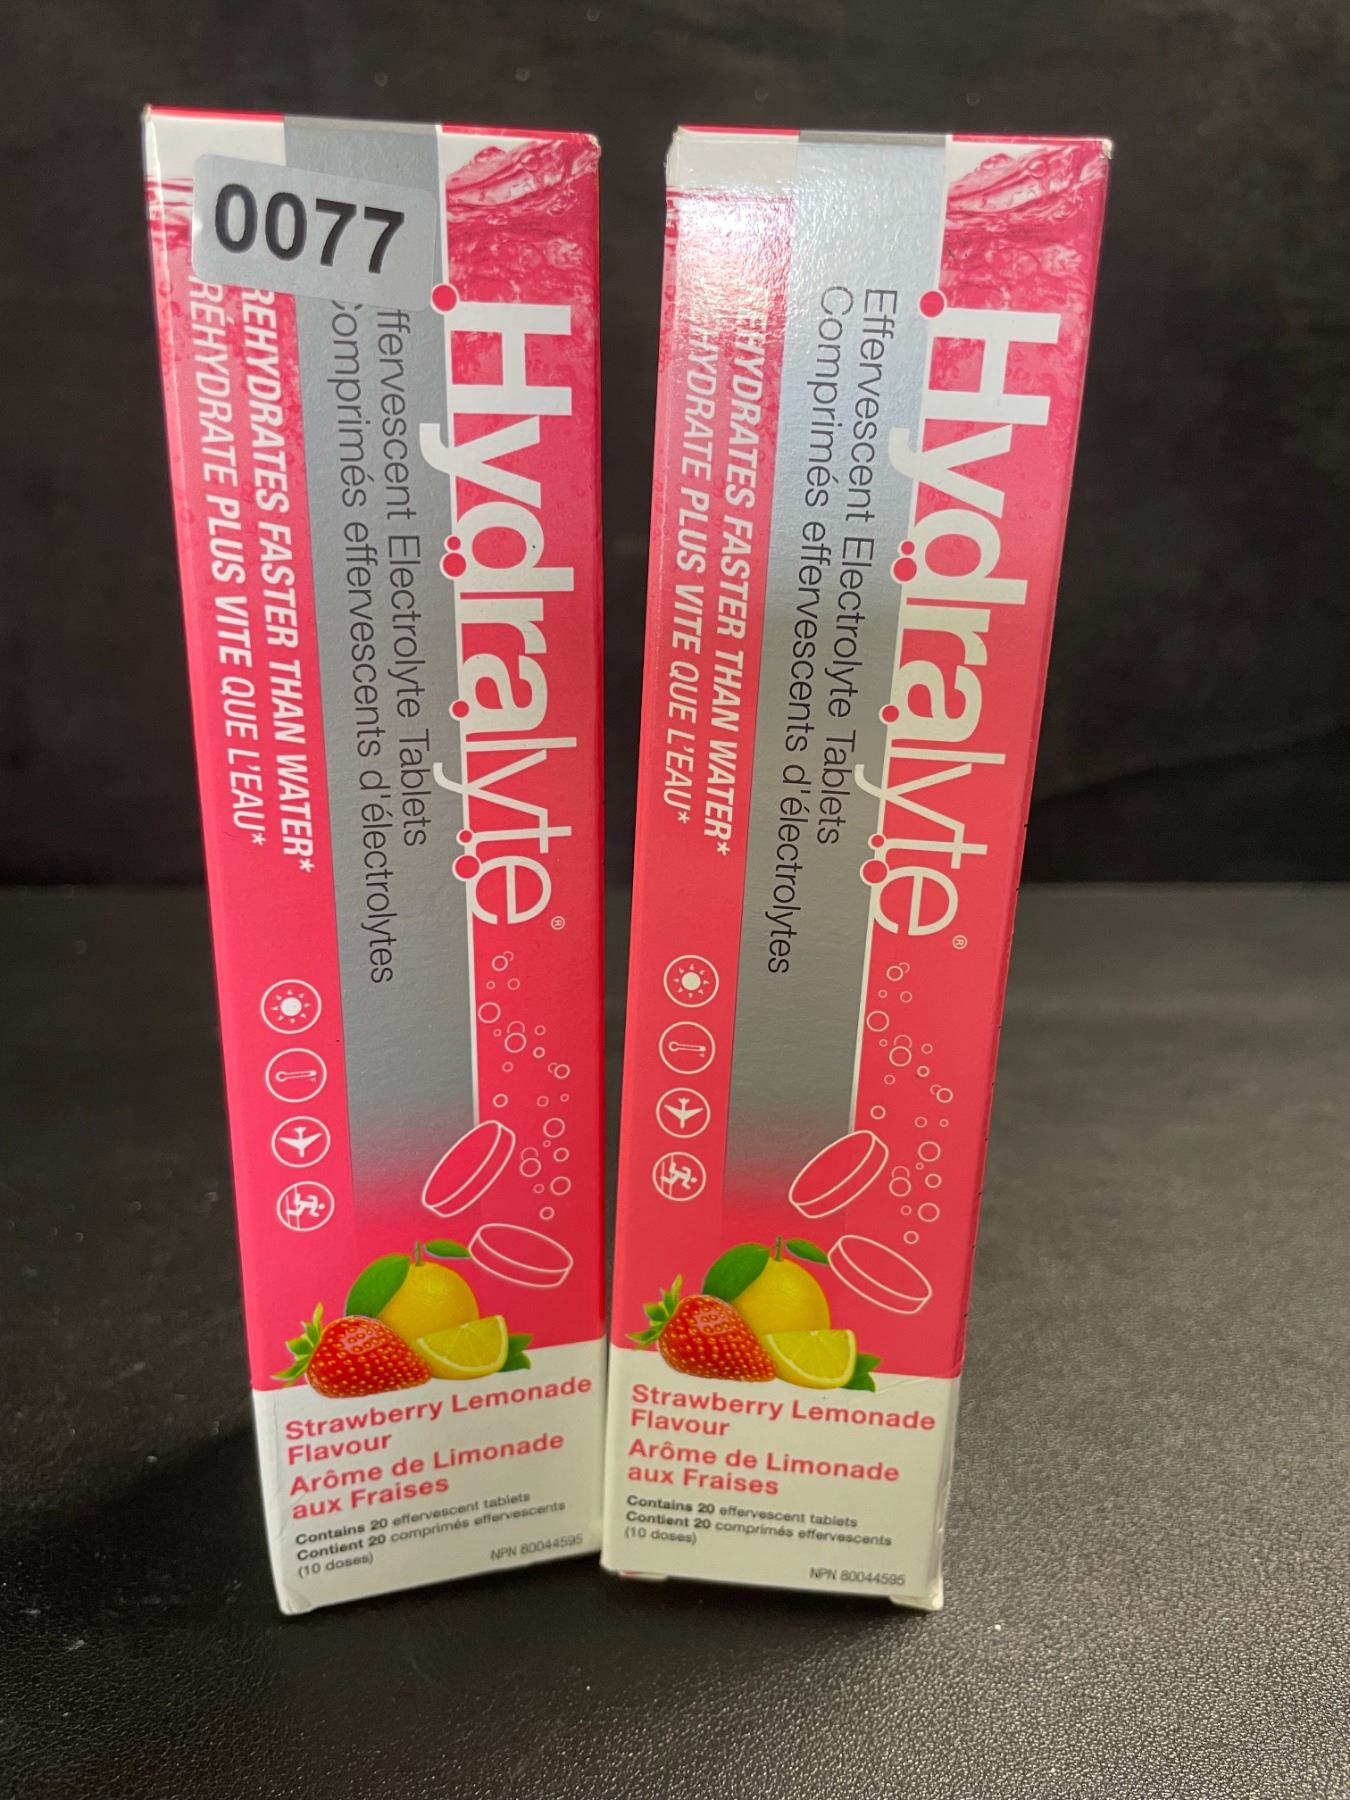 0077
Hydralyte®
ffervescent Electrolyte Tablets
omprimés effervescents d'électrolytes
REHYDRATES FASTER THAN WATER*
RÉHYDRATE PLUS VITE QUE L'EAU*
Strawberry Lemonade
Flavour
Arôme de Limonade
aux Fraises
Contains 20 effervescent tablets
Contient 20 comprimés effervescents
(10 doses)
NPN 80044595
Hydralyte®
Effervescent Electrolyte Tablets
Comprimés effervescents d'électrolytes
REHYDRATES FASTER THAN WATER*
RÉHYDRATE PLUS VITE QUE L'EAU*
Strawberry Lemonade
Flavour
Arôme de Limonade
aux Fraises
Contains 20 effervescent tablets
Contient 20 comprimés effervescents
(10 doses)
NPN 80044595